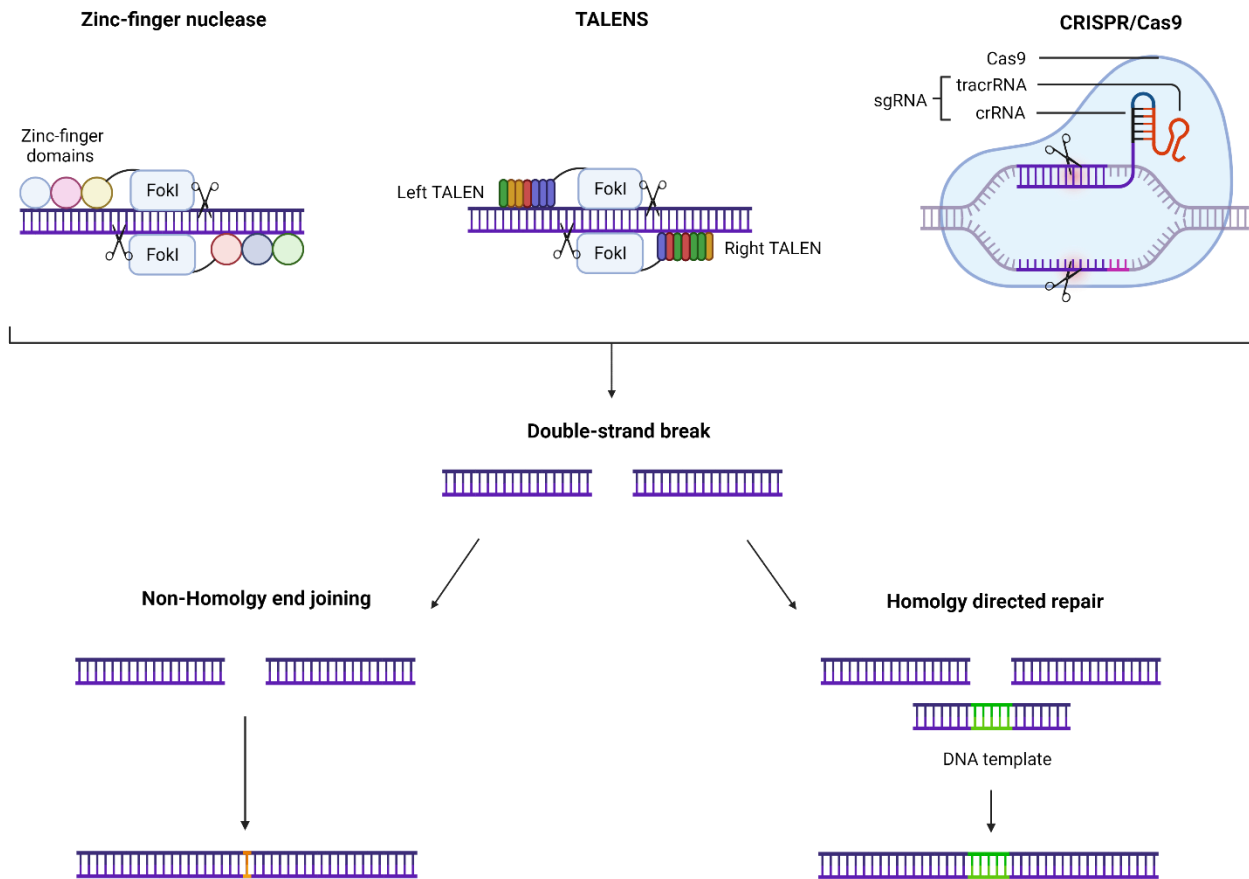 Zinc-finger nuclease
TALENS
CRISPR/Cas9
Cas9
tracrRNA
sgRNA
crRNA
Zinc-finger
domains
FokI
FokI
Left TALEN
FokI
FokI
Right TALEN
Double-strand break
Non-Homolgy end joining
Homolgy directed repair
DNA template